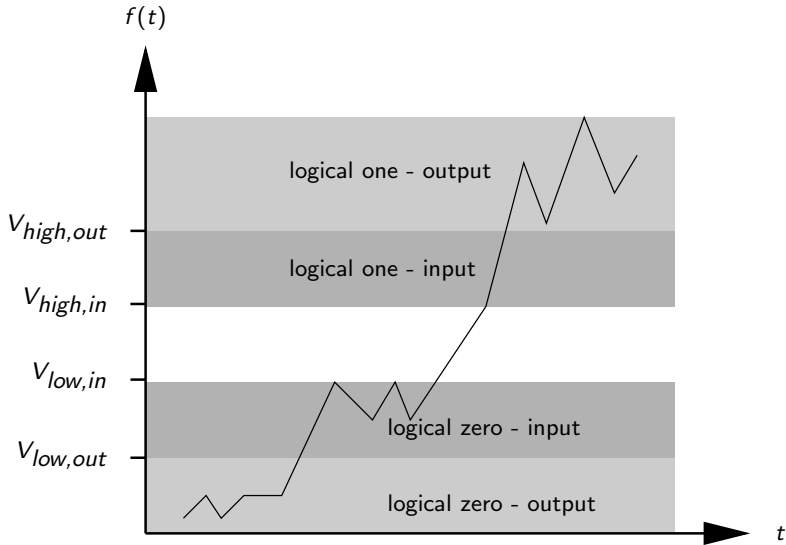 f(t)
logical one - output
V_high,out
logical one - input
V_high,in
V_low,in
logical zero - input
V_low,out
logical zero - output
t